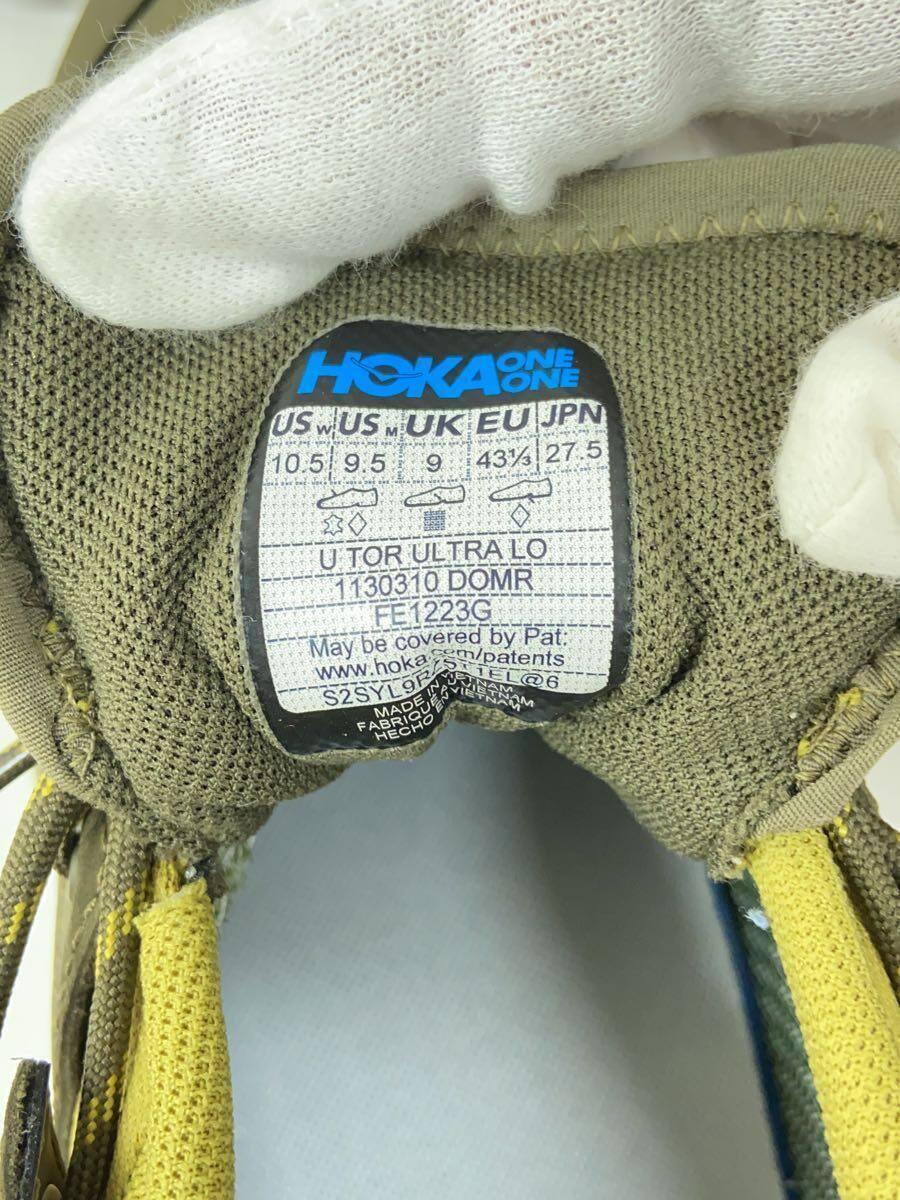 HOKA ONE ONE
US W US M UK EU JPN
10.5 9.5 9 43⅓ 27.5
U TOR ULTRA LO
1130310 DOMR
FE1223G
May be covered by Pat:
www.hoka.com/patents
MADE IN VIETNAM
FABRIQUÉ AU VIETNAM
HECHO EN VIETNAM